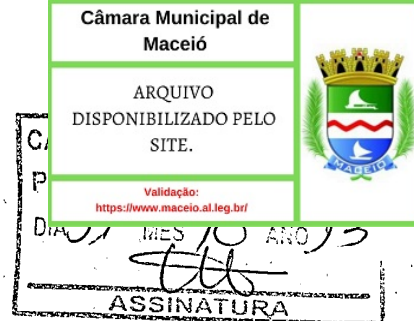 Câmara Municipal de
Maceió
ARQUIVO
DISPONIBILIZADO PELO
SITE.
Validação:
https://www.maceio.al.leg.br/
MACEIÓ
DIA MES 10 ANO
ASSINATURA